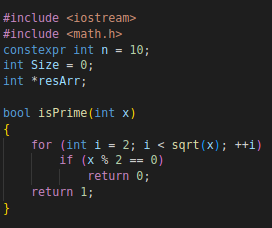 #include <iostream>
#include <math.h>
constexpr int n = 10;
int Size = 0;
int *resArr;

bool isPrime(int x)
{
    for (int i = 2; i < sqrt(x); ++i)
        if (x % 2 == 0)
            return 0;
    return 1;
}